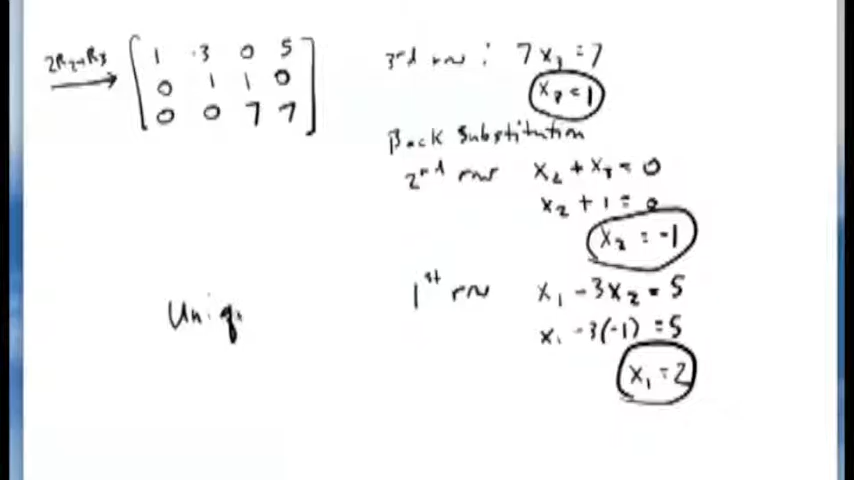 2R₂+R₃ → [ 1 -3 0 5
0 1 1 0
0 0 7 7 ]
3rd row : 7x₃ = 7
x₃ = 1
Back Substitution
2nd row x₂ + x₃ = 0
x₂ + 1 = 0
x₂ = -1
1st row x₁ - 3x₂ = 5
x₁ - 3(-1) = 5
x₁ = 2
Uniq